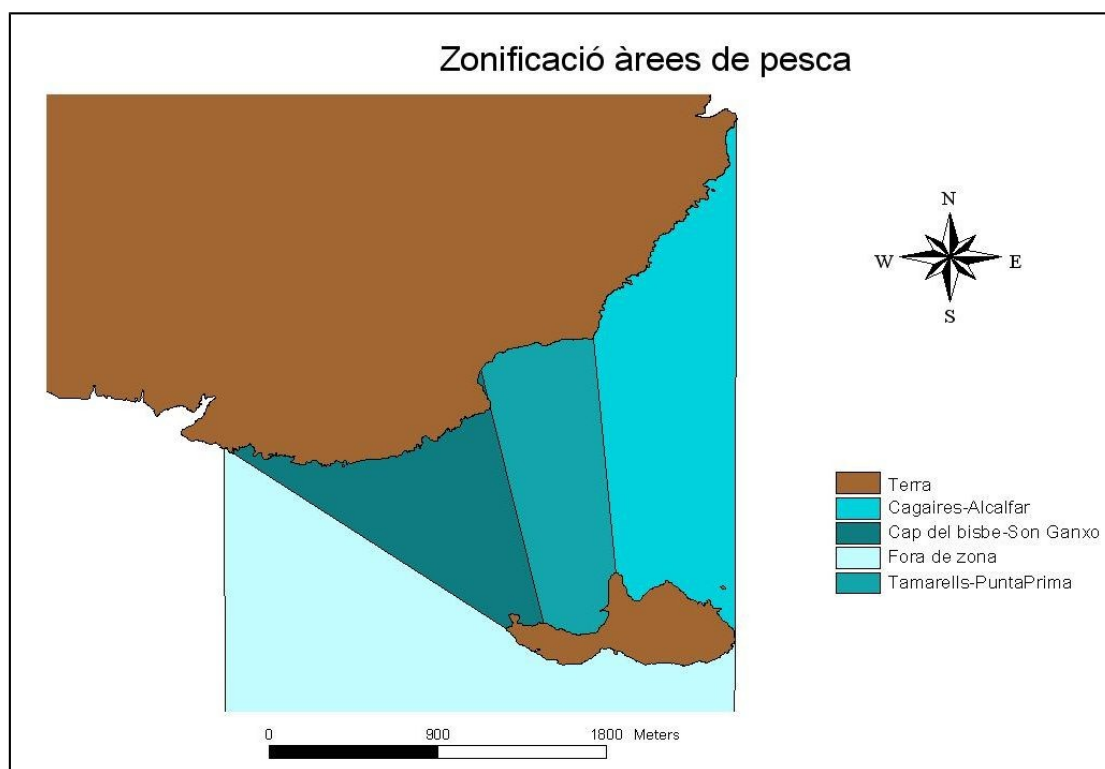 Zonificació àrees de pesca
N
W E
S
Terra
Cagaires-Alcalfar
Cap del bisbe-Son Ganxo
Fora de zona
Tamarells-PuntaPrima
0 900 1800 Meters